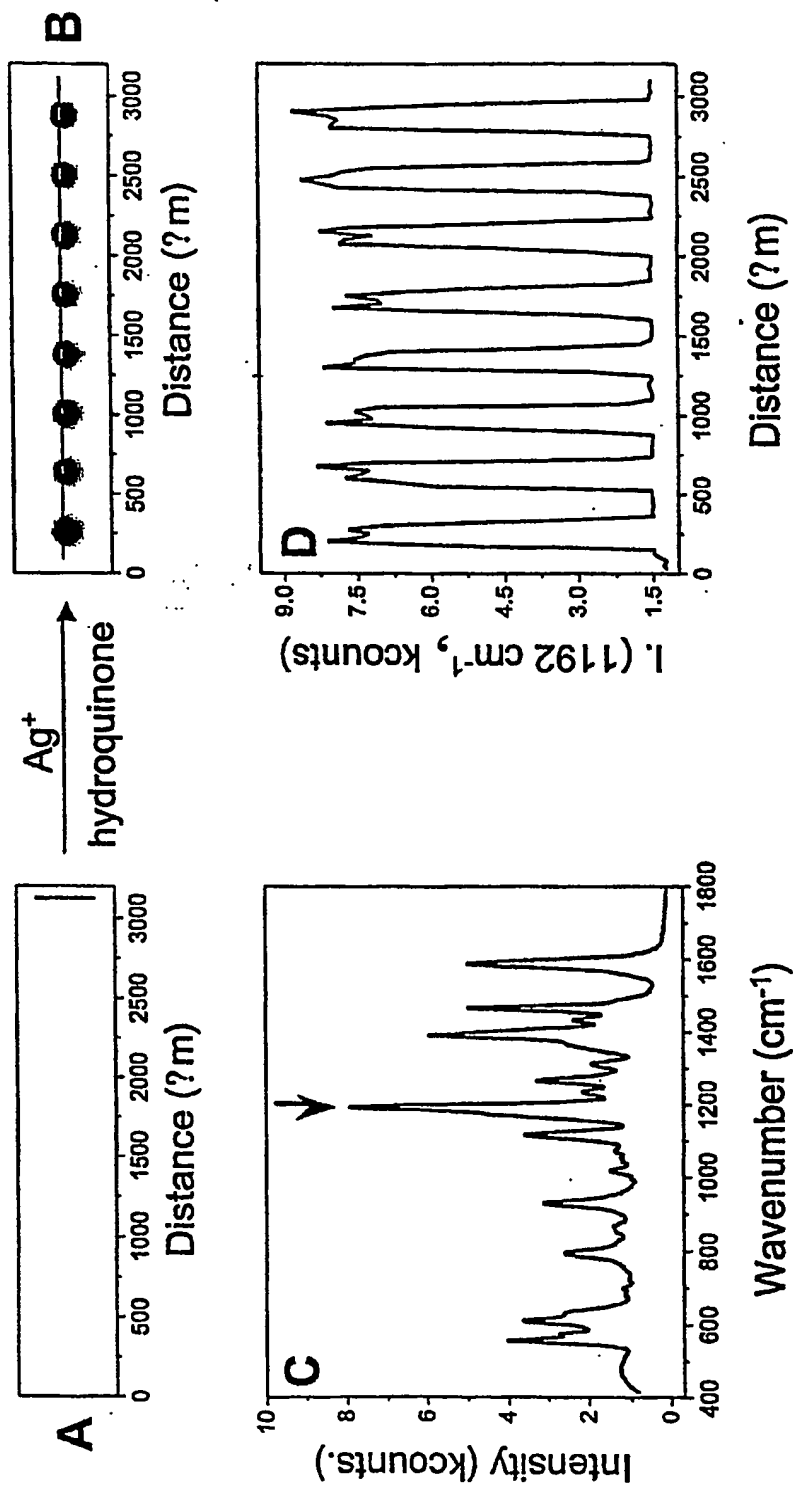 A
0 500 1000 1500 2000 2500 3000
Distance (?m)
Ag+
hydroquinone
B
0 500 1000 1500 2000 2500 3000
Distance (?m)
C
10
8
6
4
2
0
Intensity (kcounts.)
400 600 800 1000 1200 1400 1600 1800
Wavenumber (cm-1)
D
9.0
7.5
6.0
4.5
3.0
1.5
I. (1192 cm-1, kcounts)
0 500 1000 1500 2000 2500 3000
Distance (?m)